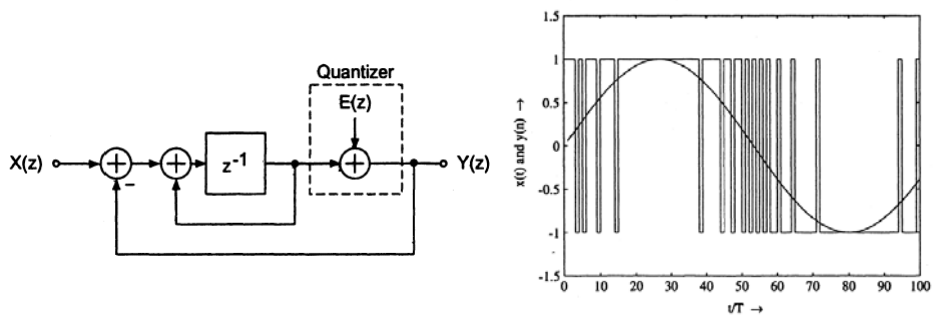 Quantizer
E(z)
X(z)
+
+
z⁻¹
+
Y(z)
−
x(t) and y(n) →
1.5
1
0.5
0
-0.5
-1
-1.5
0 10 20 30 40 50 60 70 80 90 100
t/T →